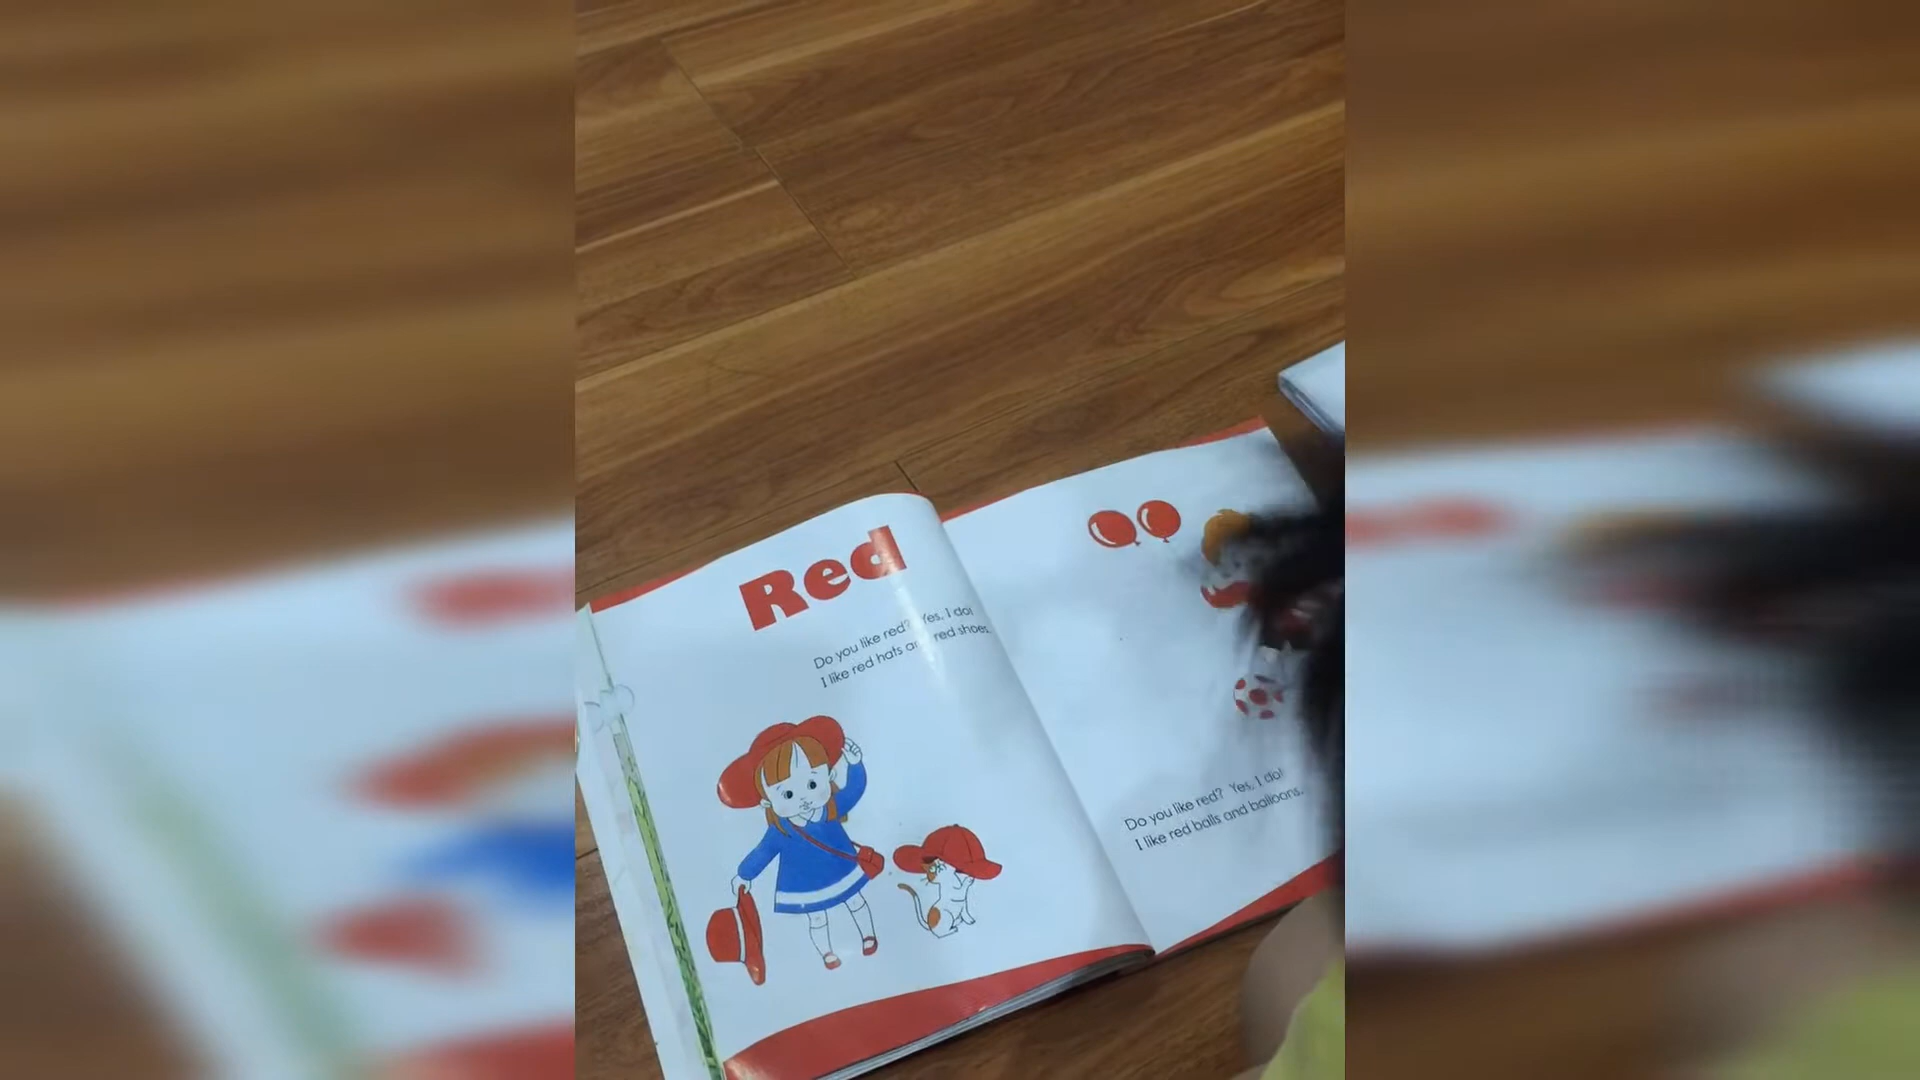 Red
Do you like red? Yes, I do!
I like red hats and red shoes.
Do you like red? Yes, I do!
I like red balls and balloons.